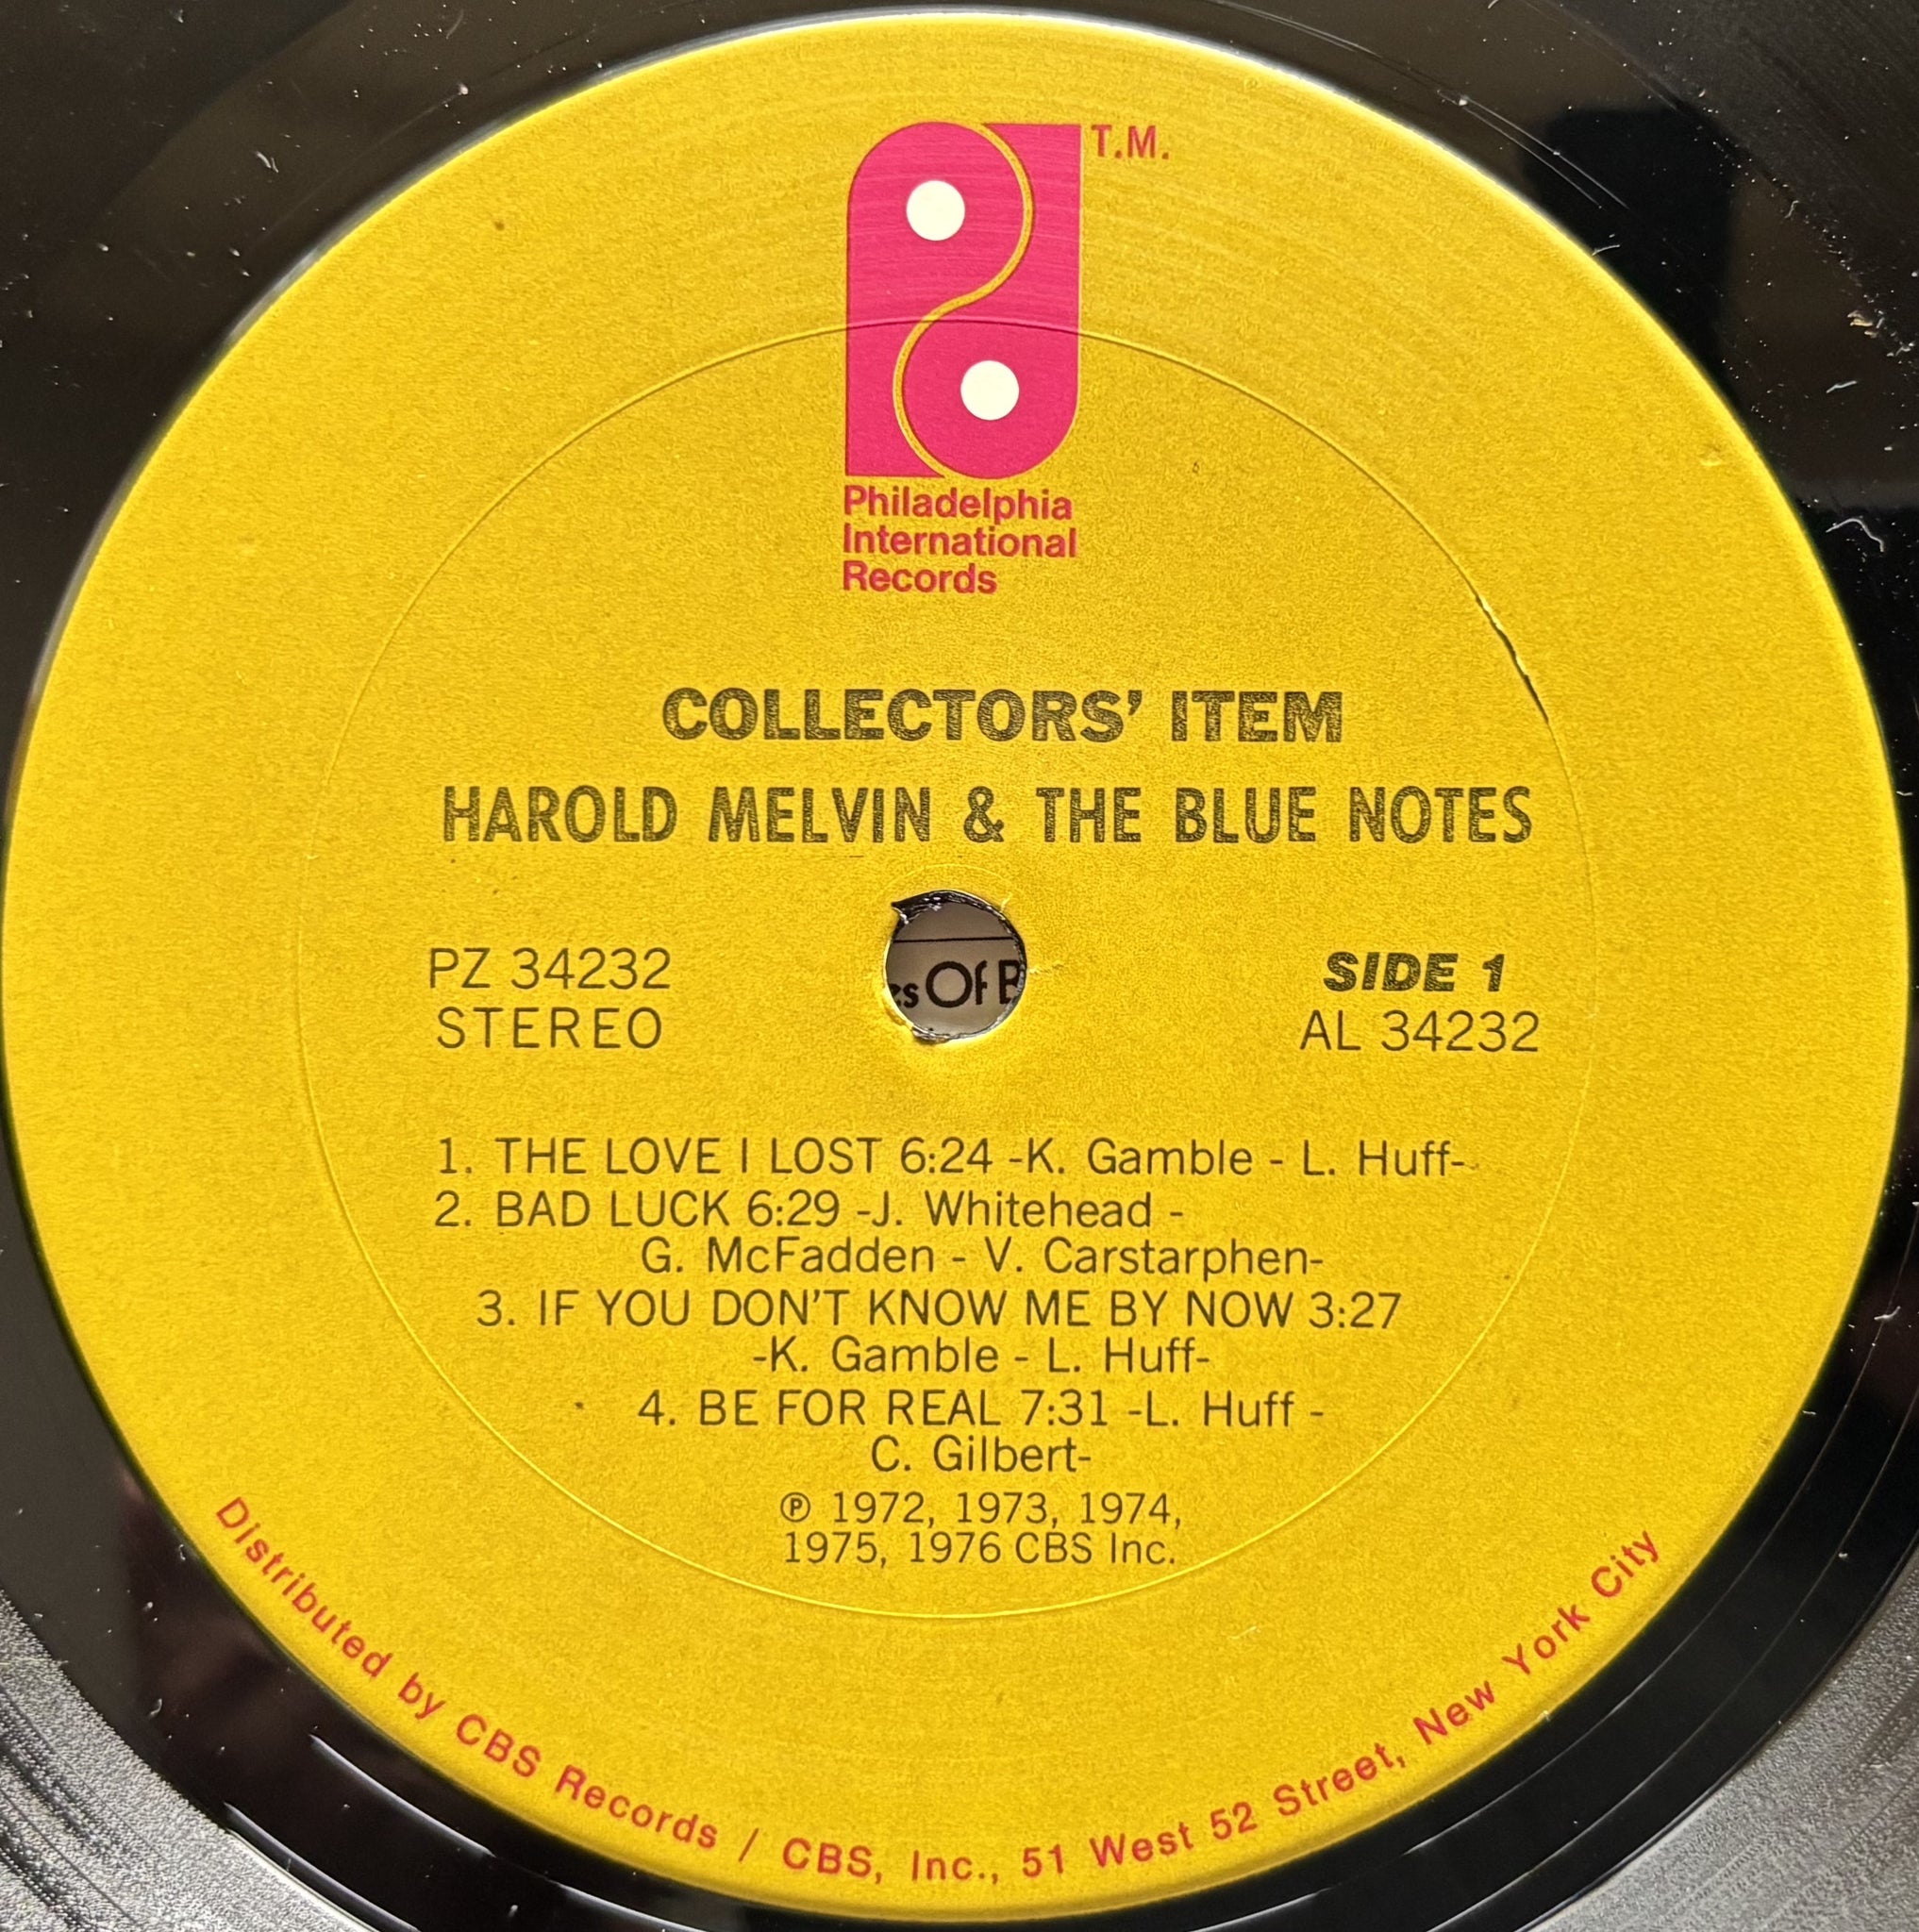 T.M.
Philadelphia
International
Records
COLLECTORS' ITEM
HAROLD MELVIN & THE BLUE NOTES
PZ 34232
STEREO
SIDE 1
AL 34232
Of
1. THE LOVE I LOST 6:24 -K. Gamble - L. Huff-
2. BAD LUCK 6:29 -J. Whitehead -
G. McFadden - V. Carstarphen-
3. IF YOU DON'T KNOW ME BY NOW 3:27
-K. Gamble - L. Huff-
4. BE FOR REAL 7:31 -L. Huff -
C. Gilbert-
℗ 1972, 1973, 1974,
1975, 1976 CBS Inc.
Distributed by CBS Records / CBS, Inc., 51 West 52 Street, New York City